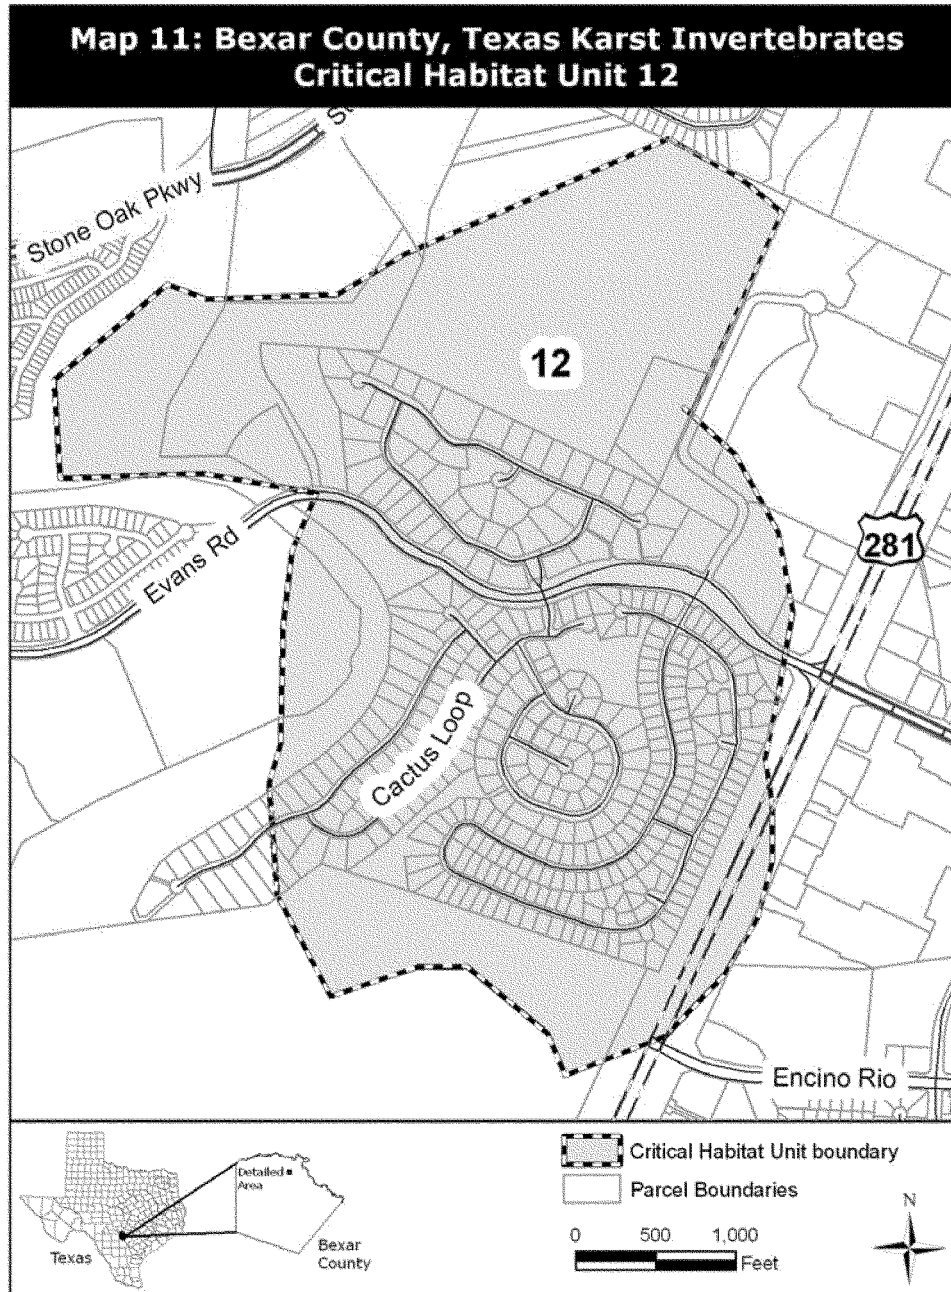 Map 11: Bexar County, Texas Karst Invertebrates
Critical Habitat Unit 12
Stone Oak Pkwy
12
281
Evans Rd
Cactus Loop
Encino Rio
Critical Habitat Unit boundary
Parcel Boundaries
Detailed
Area
Texas
Bexar
County
0 500 1,000
Feet
N